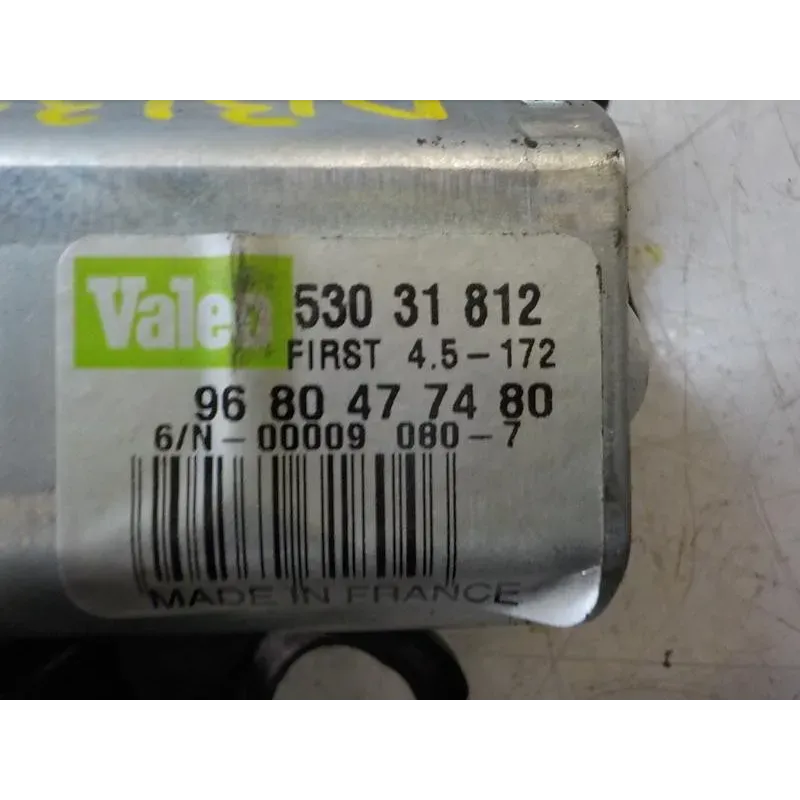 Valeo 530 31 812
FIRST 4.5-172
96 80 47 74 80
6/N-00009 080-7
MADE IN FRANCE